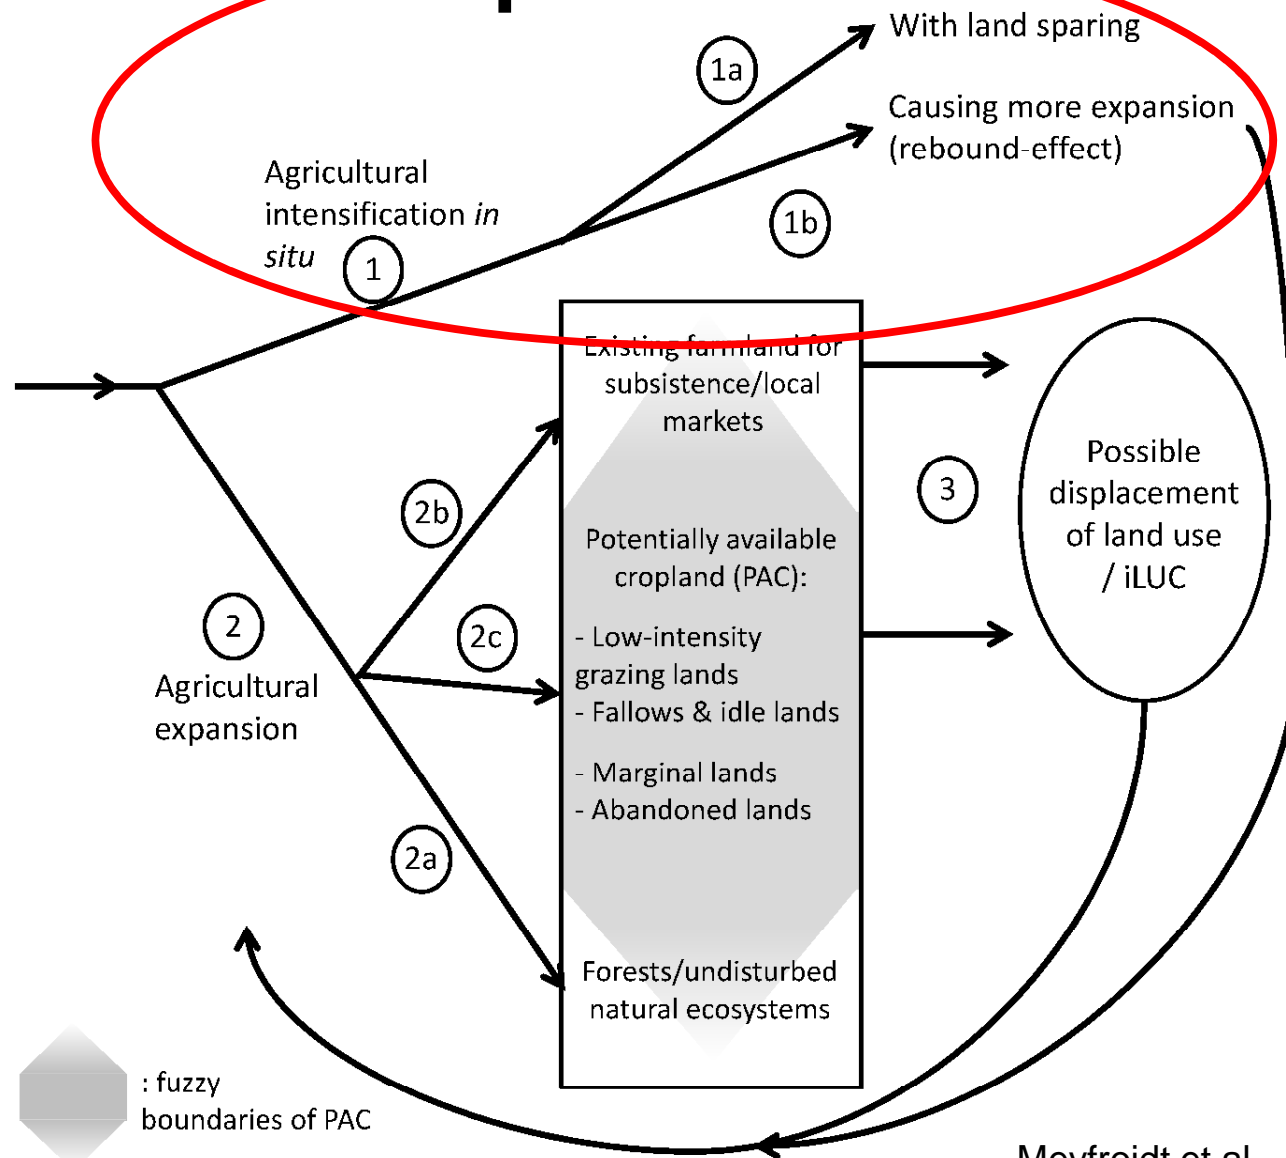 With land sparing
1a
Causing more expansion
(rebound-effect)
Agricultural
intensification in
situ
1
1b
Existing farmland for
subsistence/local
markets
2b
3
Possible
displacement
of land use
/ iLUC
Potentially available
cropland (PAC):
2
2c
- Low-intensity
grazing lands
- Fallows & idle lands
Agricultural
expansion
- Marginal lands
- Abandoned lands
2a
Forests/undisturbed
natural ecosystems
: fuzzy
boundaries of PAC
Meyfroidt et al